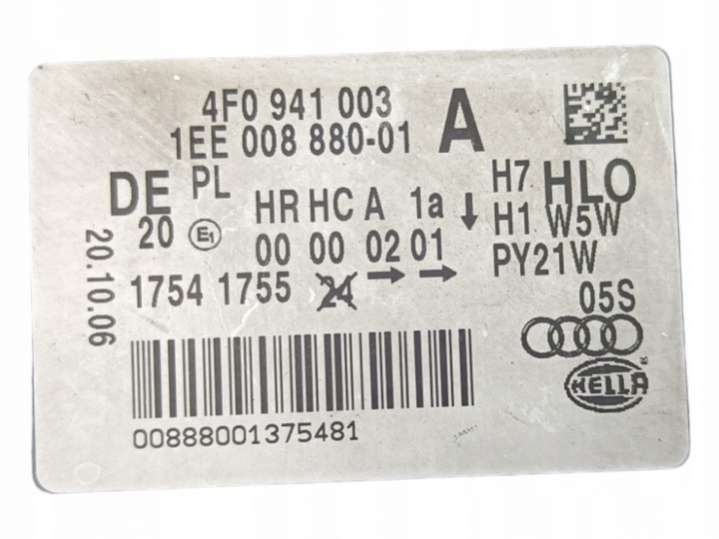 4F0 941 003
1EE 008 880-01 A
DE PL HR HC A 1a ↓ H7 HLO
20 E1 00 00 02 01 H1 W5W
PY21W
1754 1755 24 → →
05S
20.10.06
HELLA
00888001375481